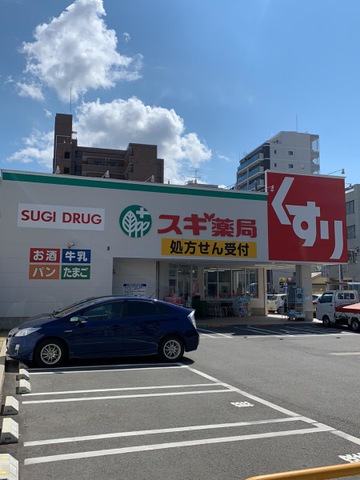 SUGI DRUG
スギ薬局
処方せん受付
くすり
お酒 牛乳
パン たまご